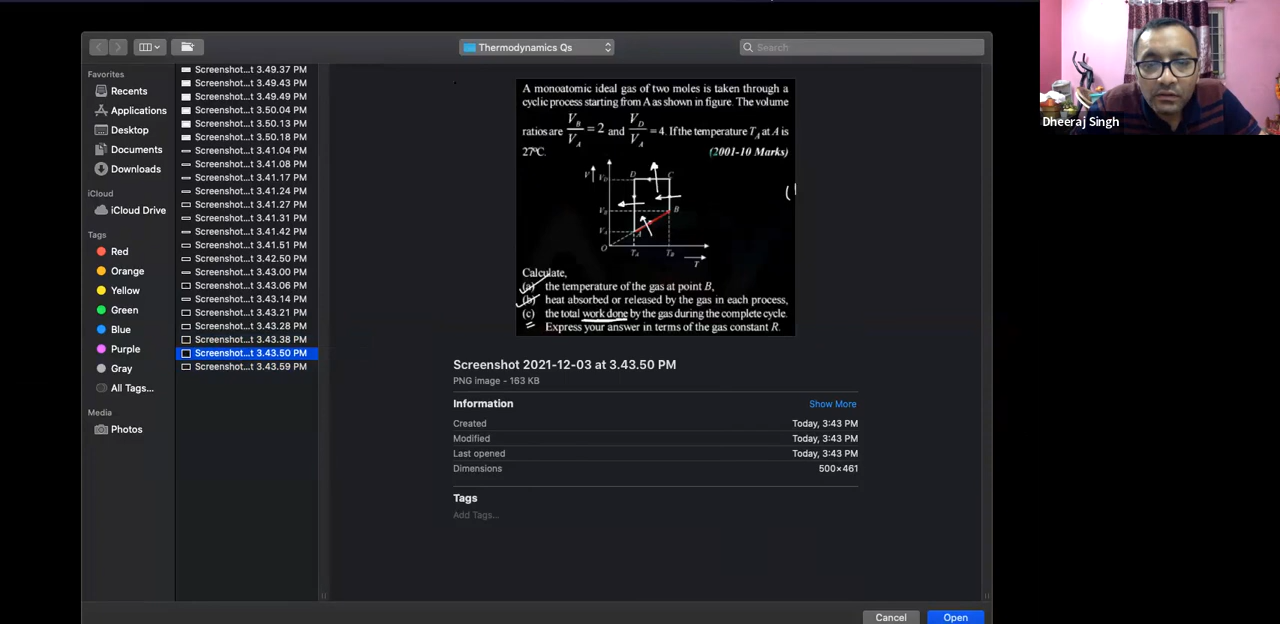 Thermodynamics Qs
Search
Favorites
Recents
Applications
Desktop
Documents
Downloads
iCloud
iCloud Drive
Tags
Red
Orange
Yellow
Green
Blue
Purple
Gray
All Tags...
Media
Photos
Screenshot...t 3.49.37 PM
Screenshot...t 3.49.43 PM
Screenshot...t 3.49.49 PM
Screenshot...t 3.50.04 PM
Screenshot...t 3.50.13 PM
Screenshot...t 3.50.18 PM
Screenshot...t 3.41.04 PM
Screenshot...t 3.41.08 PM
Screenshot...t 3.41.17 PM
Screenshot...t 3.41.24 PM
Screenshot...t 3.41.27 PM
Screenshot...t 3.41.31 PM
Screenshot...t 3.41.42 PM
Screenshot...t 3.41.51 PM
Screenshot...t 3.42.50 PM
Screenshot...t 3.43.00 PM
Screenshot...t 3.43.06 PM
Screenshot...t 3.43.14 PM
Screenshot...t 3.43.21 PM
Screenshot...t 3.43.28 PM
Screenshot...t 3.43.38 PM
Screenshot...t 3.43.50 PM
Screenshot...t 3.43.59 PM
A monoatomic ideal gas of two moles is taken through a
cyclic process starting from A as shown in figure. The volume
ratios are V_B/V_A = 2 and V_D/V_A = 4. If the temperature T_A at A is
27°C. (2001-10 Marks)
V V_D D C
V_B B
V_A A
O T_A T_B
T
Calculate,
(a) the temperature of the gas at point B,
(b) heat absorbed or released by the gas in each process,
(c) the total work done by the gas during the complete cycle.
Express your answer in terms of the gas constant R.
Screenshot 2021-12-03 at 3.43.50 PM
PNG image - 163 KB
Information Show More
Created Today, 3:43 PM
Modified Today, 3:43 PM
Last opened Today, 3:43 PM
Dimensions 500×461
Tags
Add Tags...
Cancel Open
Dheeraj Singh